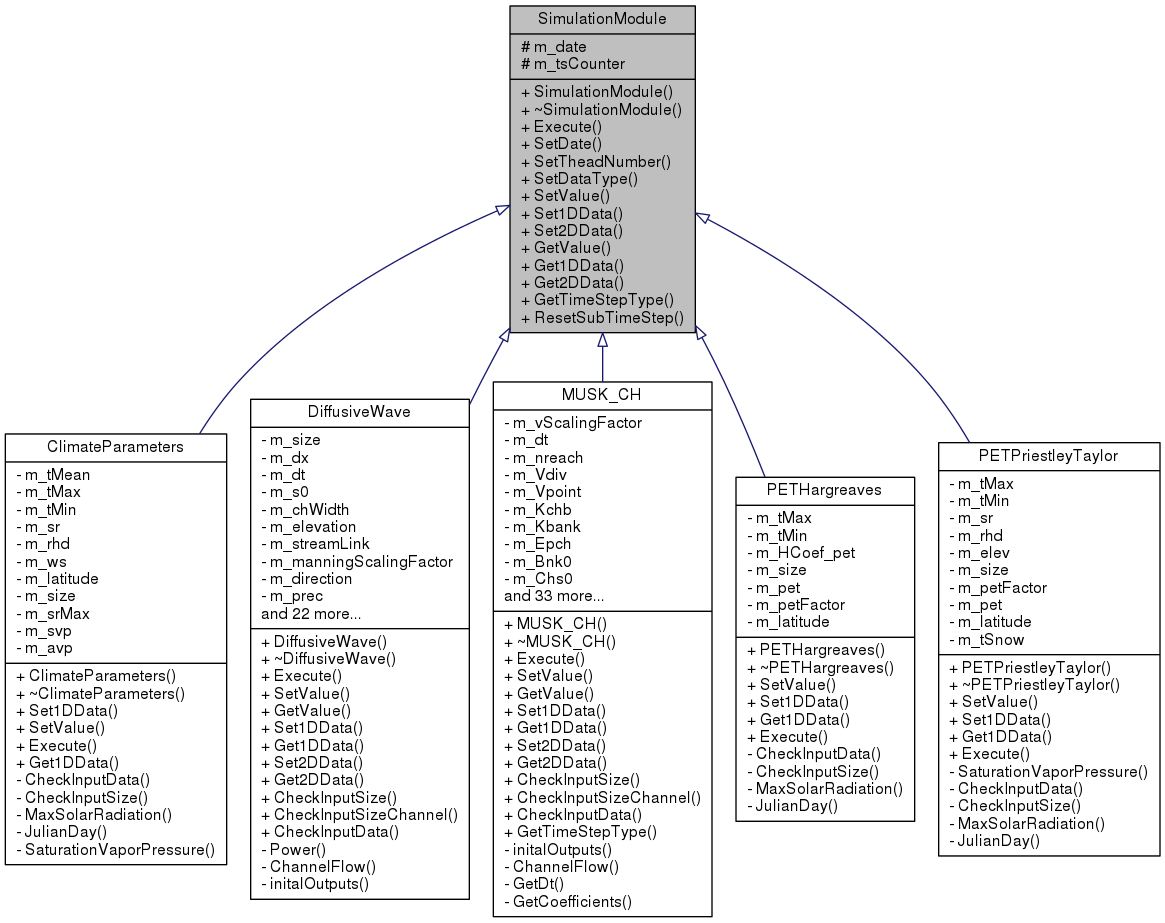 SimulationModule
# m_date
# m_tsCounter
+ SimulationModule()
+ ~SimulationModule()
+ Execute()
+ SetDate()
+ SetTheadNumber()
+ SetDataType()
+ SetValue()
+ Set1DData()
+ Set2DData()
+ GetValue()
+ Get1DData()
+ Get2DData()
+ GetTimeStepType()
+ ResetSubTimeStep()
ClimateParameters
- m_tMean
- m_tMax
- m_tMin
- m_sr
- m_rhd
- m_ws
- m_latitude
- m_size
- m_srMax
- m_svp
- m_avp
+ ClimateParameters()
+ ~ClimateParameters()
+ Set1DData()
+ SetValue()
+ Execute()
+ Get1DData()
- CheckInputData()
- CheckInputSize()
- MaxSolarRadiation()
- JulianDay()
- SaturationVaporPressure()
DiffusiveWave
- m_size
- m_dx
- m_dt
- m_s0
- m_chWidth
- m_elevation
- m_streamLink
- m_manningScalingFactor
- m_direction
- m_prec
and 22 more...
+ DiffusiveWave()
+ ~DiffusiveWave()
+ Execute()
+ SetValue()
+ GetValue()
+ Set1DData()
+ Get1DData()
+ Set2DData()
+ Get2DData()
+ CheckInputSize()
+ CheckInputSizeChannel()
+ CheckInputData()
- Power()
- ChannelFlow()
- initalOutputs()
MUSK_CH
- m_vScalingFactor
- m_dt
- m_nreach
- m_Vdiv
- m_Vpoint
- m_Kchb
- m_Kbank
- m_Epch
- m_Bnk0
- m_Chs0
and 33 more...
+ MUSK_CH()
+ ~MUSK_CH()
+ Execute()
+ SetValue()
+ GetValue()
+ Set1DData()
+ Get1DData()
+ Set2DData()
+ Get2DData()
+ CheckInputSize()
+ CheckInputSizeChannel()
+ CheckInputData()
+ GetTimeStepType()
- initalOutputs()
- ChannelFlow()
- GetDt()
- GetCoefficients()
PETHargreaves
- m_tMax
- m_tMin
- m_HCoef_pet
- m_size
- m_pet
- m_petFactor
- m_latitude
+ PETHargreaves()
+ ~PETHargreaves()
+ SetValue()
+ Set1DData()
+ Get1DData()
+ Execute()
- CheckInputData()
- CheckInputSize()
- MaxSolarRadiation()
- JulianDay()
PETPriestleyTaylor
- m_tMax
- m_tMin
- m_sr
- m_rhd
- m_elev
- m_size
- m_petFactor
- m_pet
- m_latitude
- m_tSnow
+ PETPriestleyTaylor()
+ ~PETPriestleyTaylor()
+ SetValue()
+ Set1DData()
+ Get1DData()
+ Execute()
- SaturationVaporPressure()
- CheckInputData()
- CheckInputSize()
- MaxSolarRadiation()
- JulianDay()